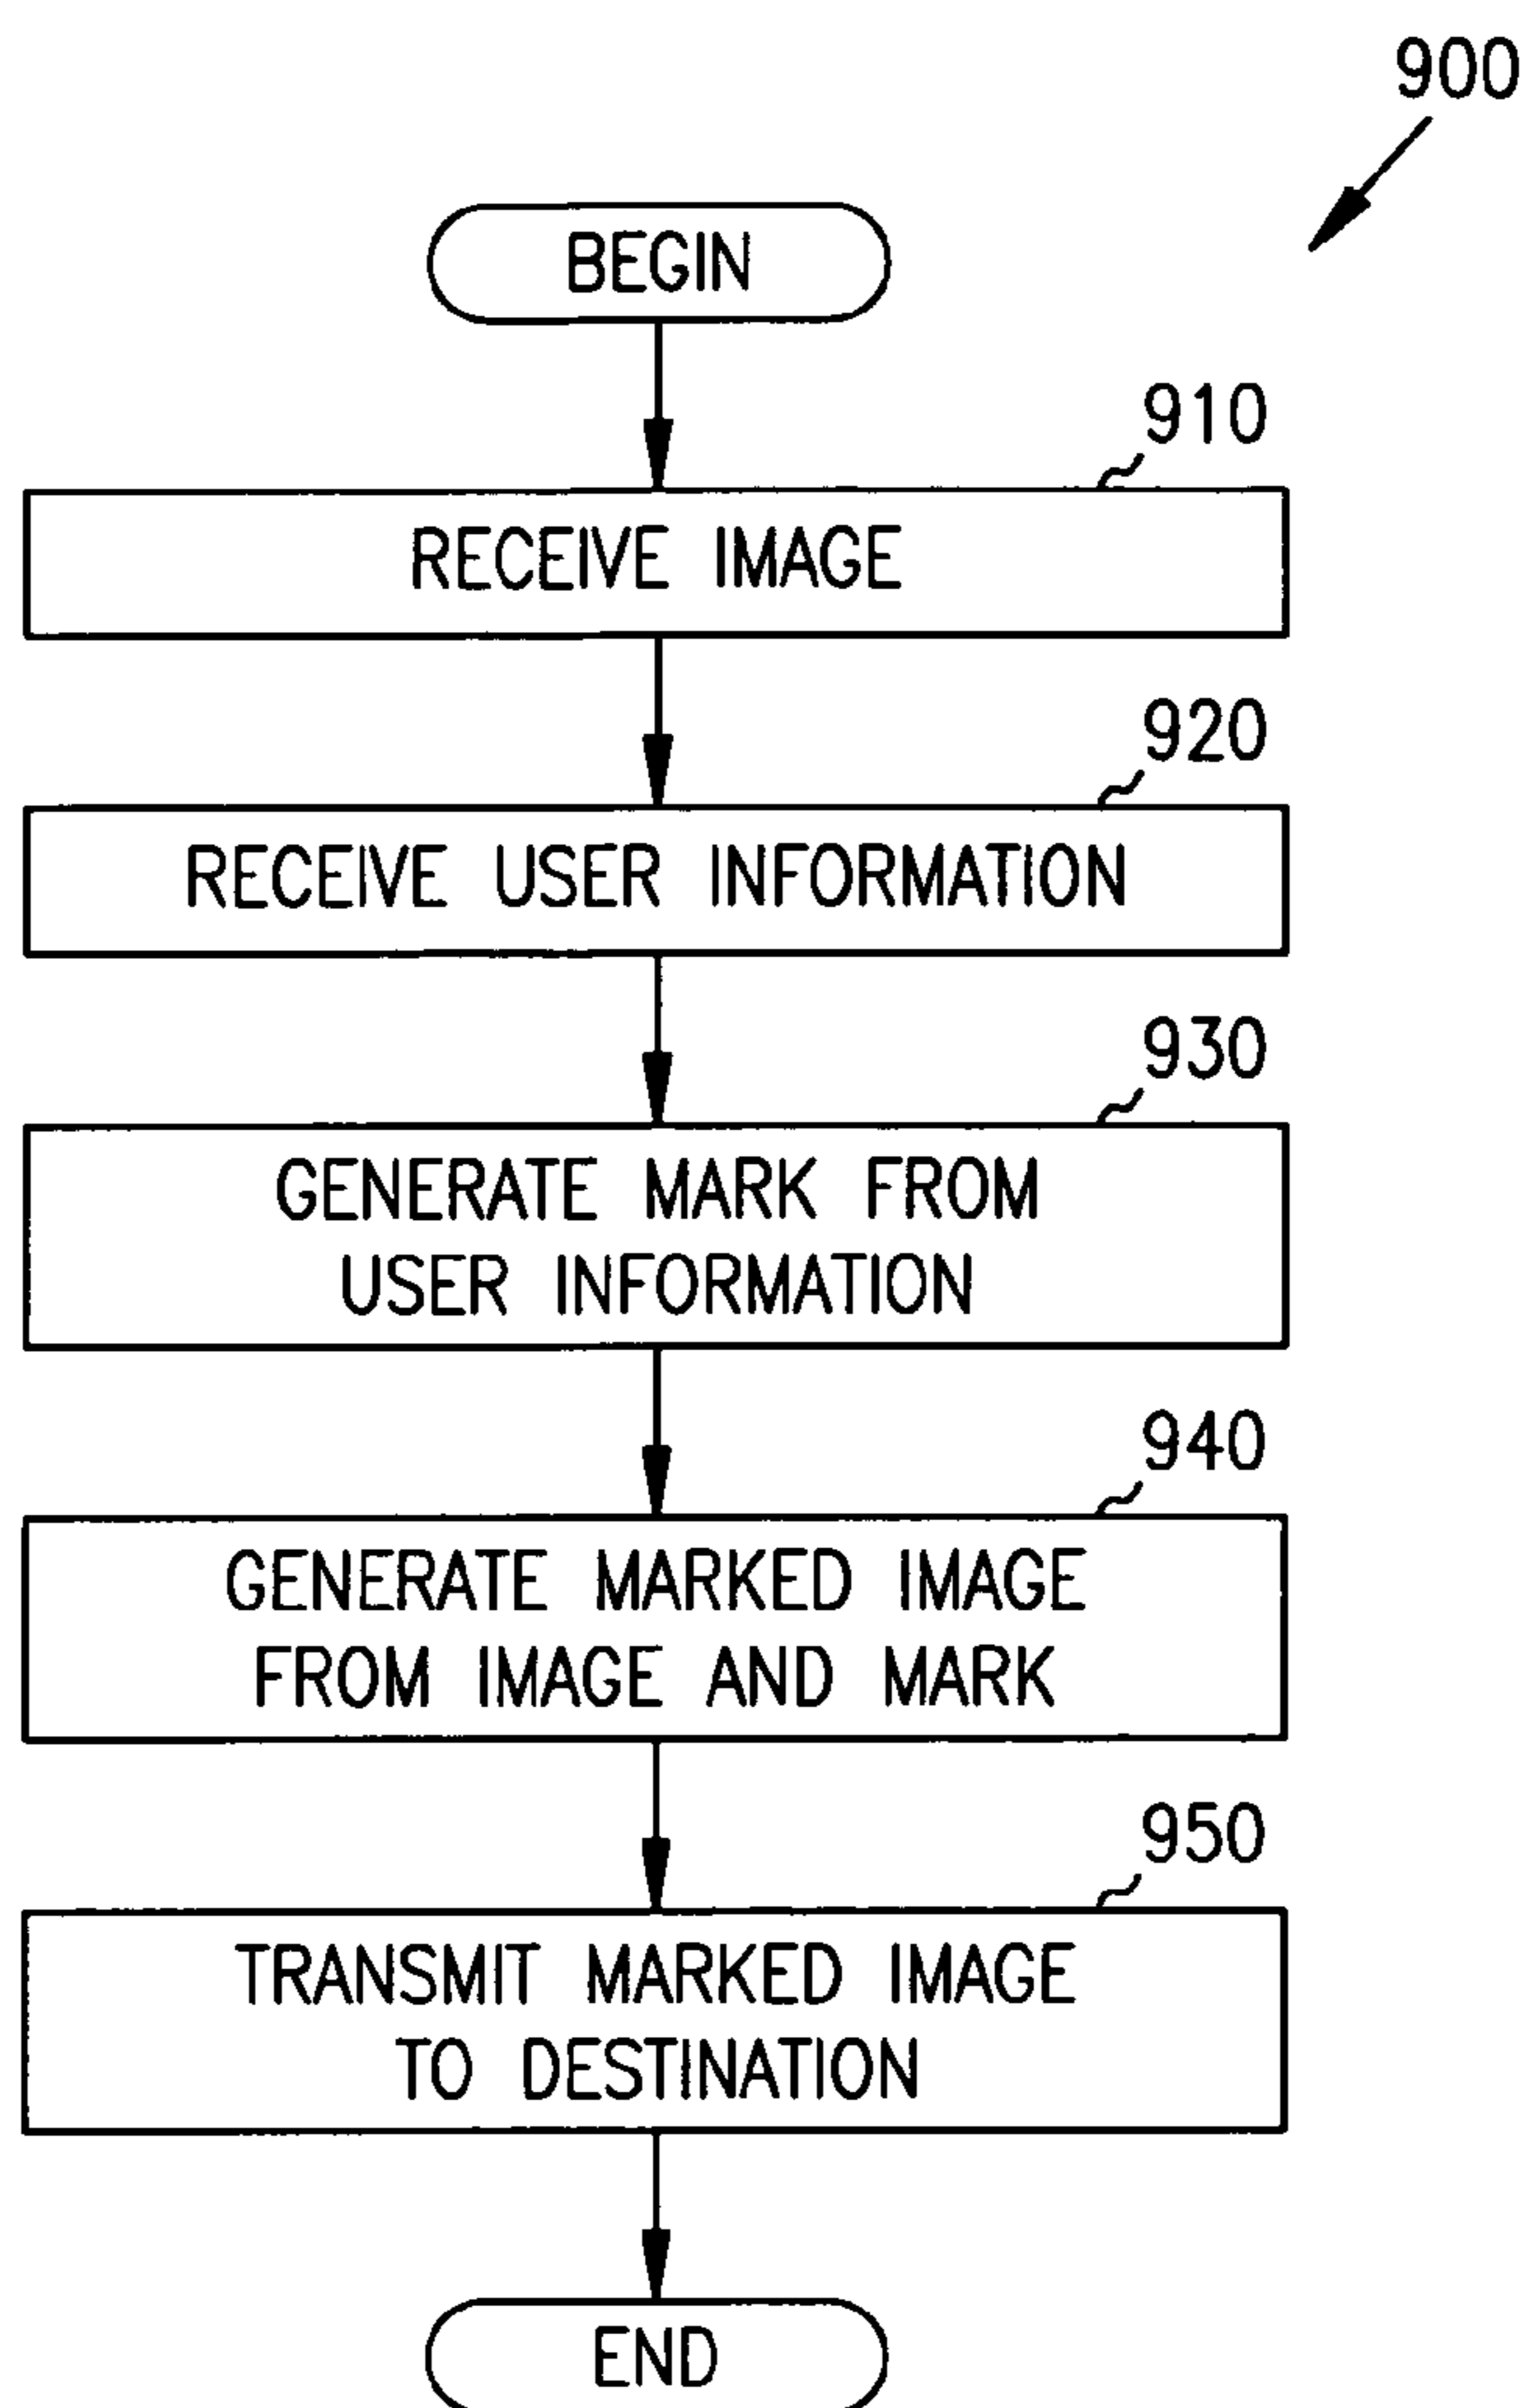 900
BEGIN
910
RECEIVE IMAGE
920
RECEIVE USER INFORMATION
930
GENERATE MARK FROM
USER INFORMATION
940
GENERATE MARKED IMAGE
FROM IMAGE AND MARK
950
TRANSMIT MARKED IMAGE
TO DESTINATION
END